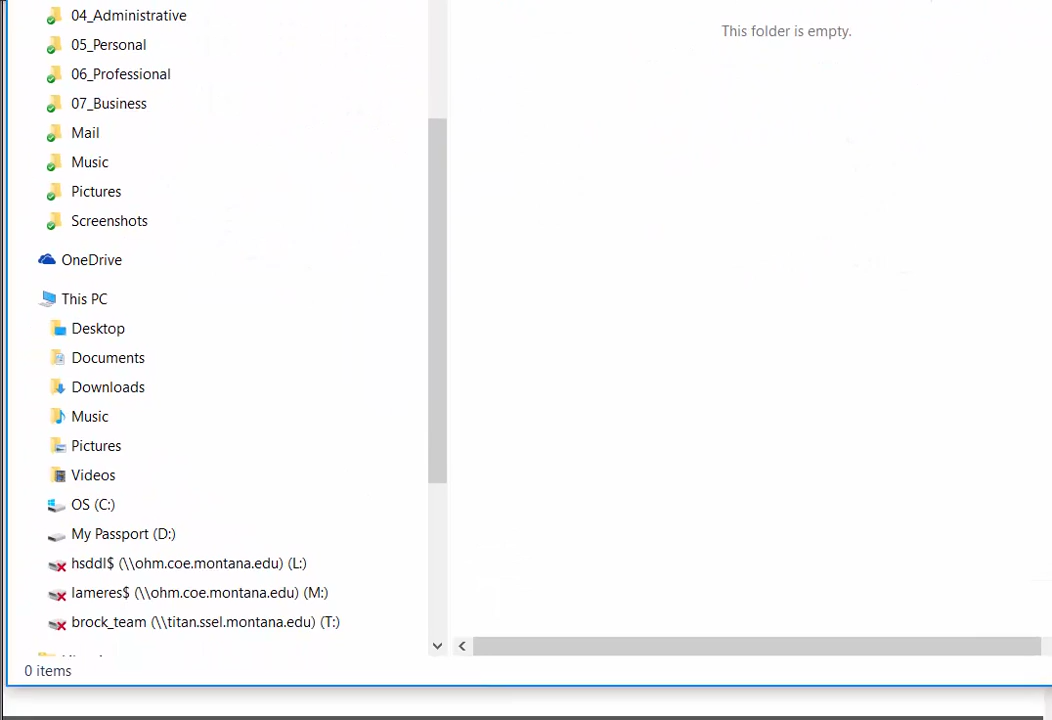 04_Administrative
This folder is empty.
05_Personal
06_Professional
07_Business
Mail
Music
Pictures
Screenshots
OneDrive
This PC
Desktop
Documents
Downloads
Music
Pictures
Videos
OS (C:)
My Passport (D:)
hsddl$ (\\ohm.coe.montana.edu) (L:)
lameres$ (\\ohm.coe.montana.edu) (M:)
brock_team (\\titan.ssel.montana.edu) (T:)
0 items